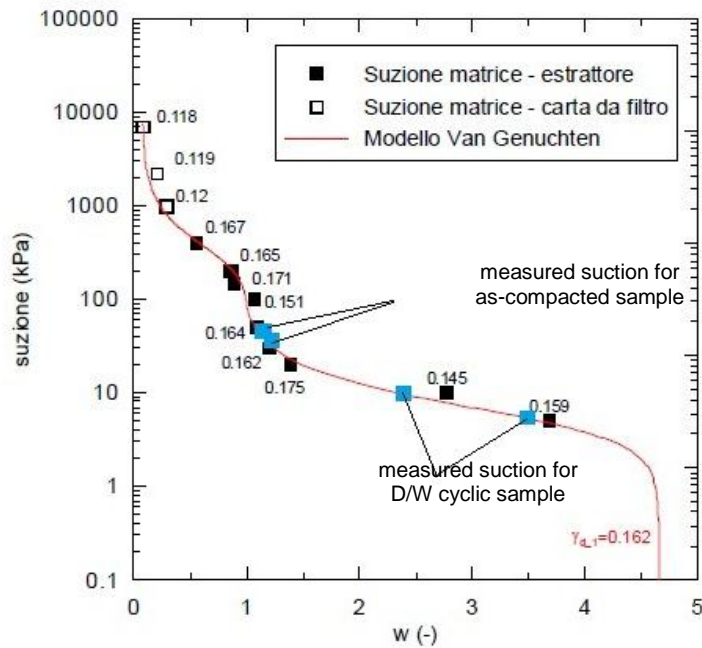 100000
10000
1000
100
10
1
0.1
suzione (kPa)
Suzione matrice - estrattore
Suzione matrice - carta da filtro
Modello Van Genuchten
0.118
0.119
0.12
0.167
0.165
0.171
0.151
0.164
0.162
0.175
measured suction for
as-compacted sample
0.145
0.159
measured suction for
D/W cyclic sample
γd_1=0.162
0 1 2 3 4 5
w (-)